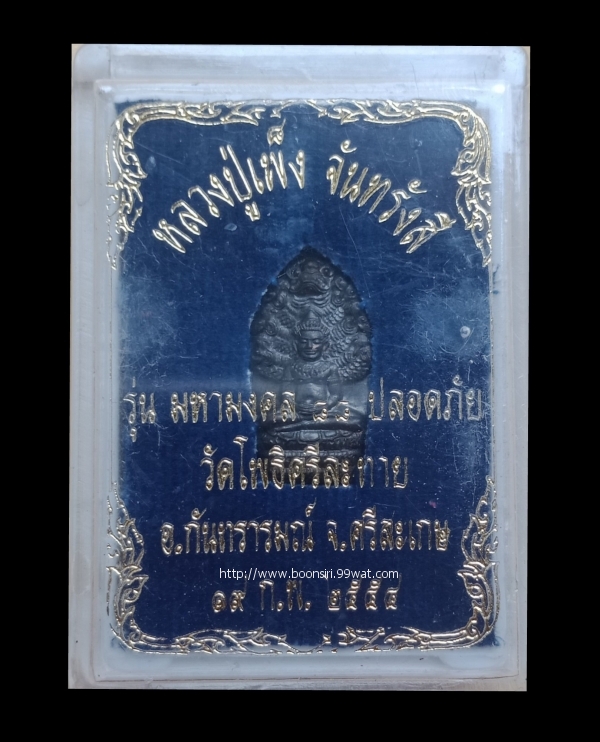 หลวงปู่เพ็ง จันทรังสี
รุ่น มหามงคล ๘๘ ปลอดภัย
วัดโพธิศรีละทาย
อ.กันทรารมณ์ จ.ศรีสะเกษ
http://www.boonsiri.99wat.com
๑๙ ก.พ. ๒๕๕๔